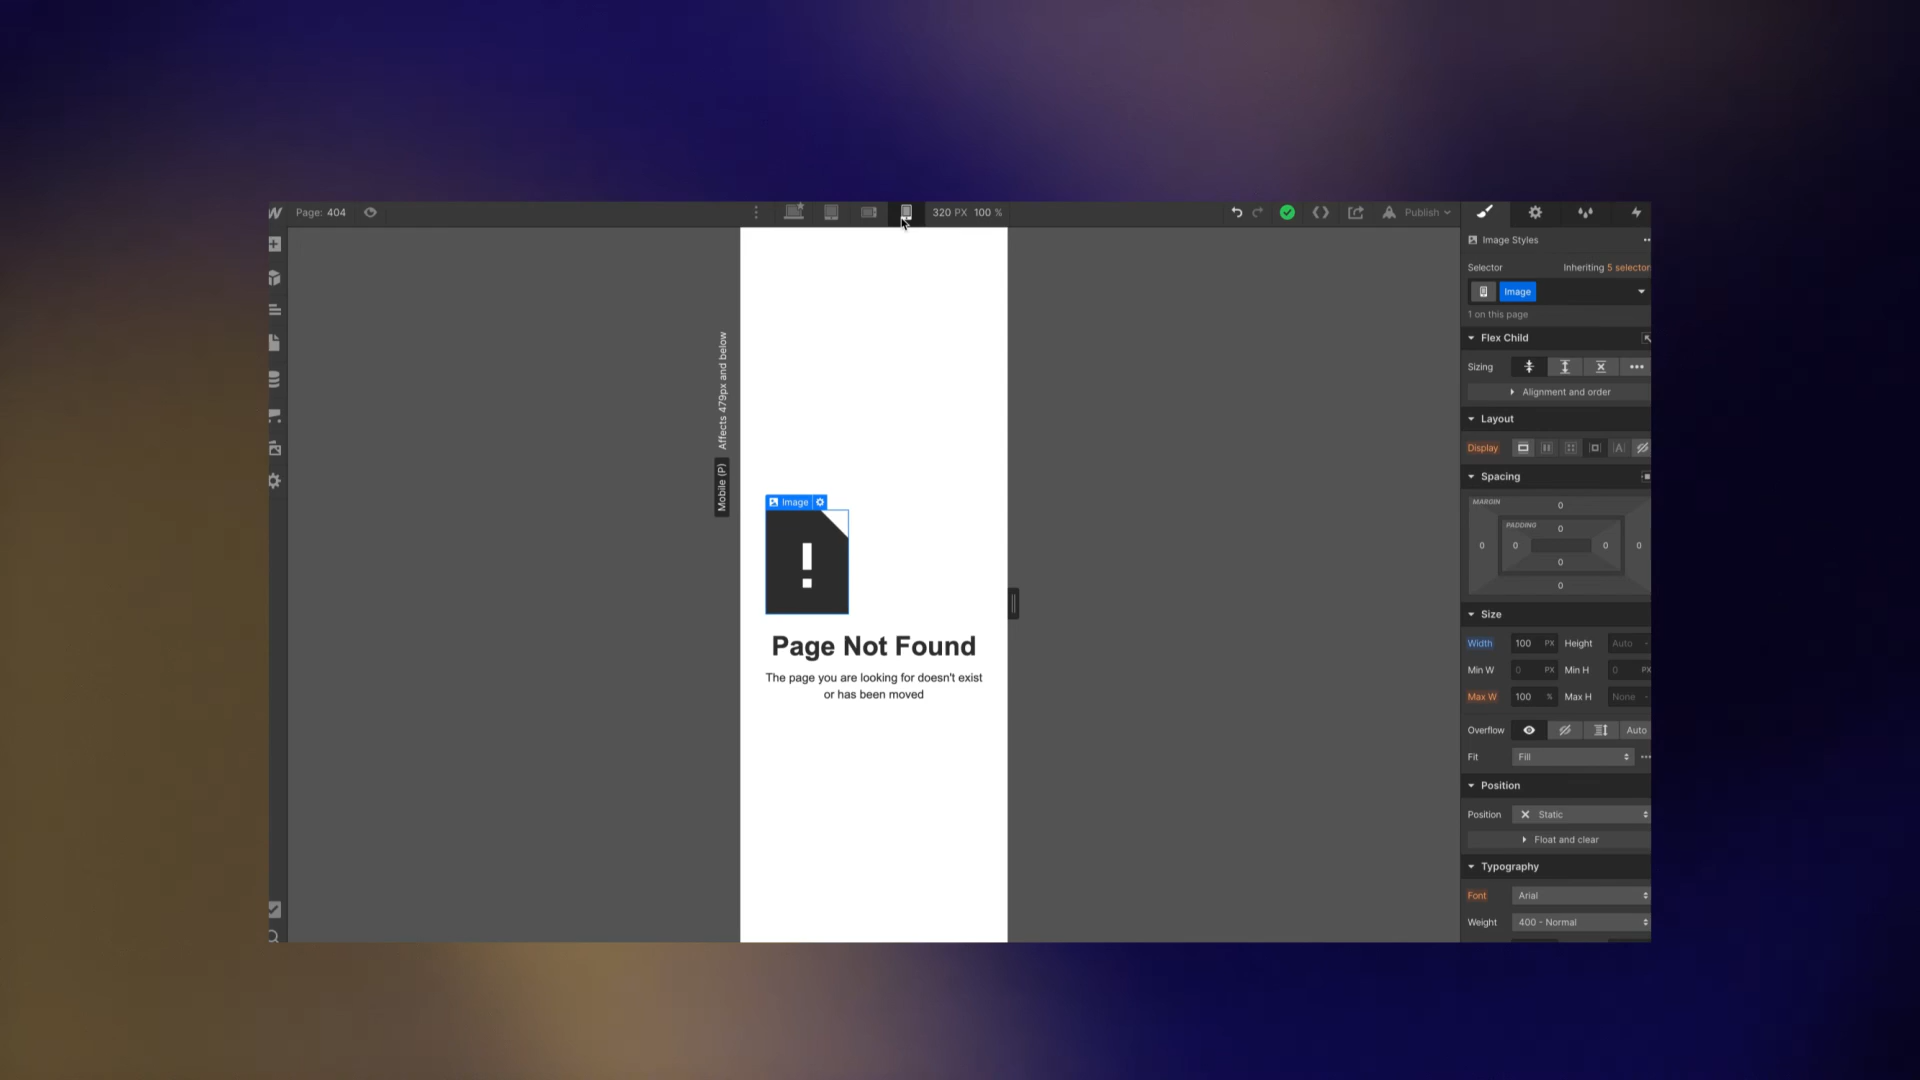 Page: 404
320 PX 100 %
Publish
Image Styles
Selector
Inheriting 5 selector
Image
1 on this page
Flex Child
Sizing
Alignment and order
Layout
Display
Spacing
MARGIN
0
PADDING
0
0
0
0
0
0
0
Size
Width
100
PX
Height
Auto
-
Min W
0
PX
Min H
0
PX
Max W
100
%
Max H
None
-
Overflow
Auto
Fit
Fill
Position
Position
Static
Float and clear
Typography
Font
Arial
Weight
400 - Normal
Affects 479px and below
Mobile (P)
Image
!
Page Not Found
The page you are looking for doesn't exist
or has been moved